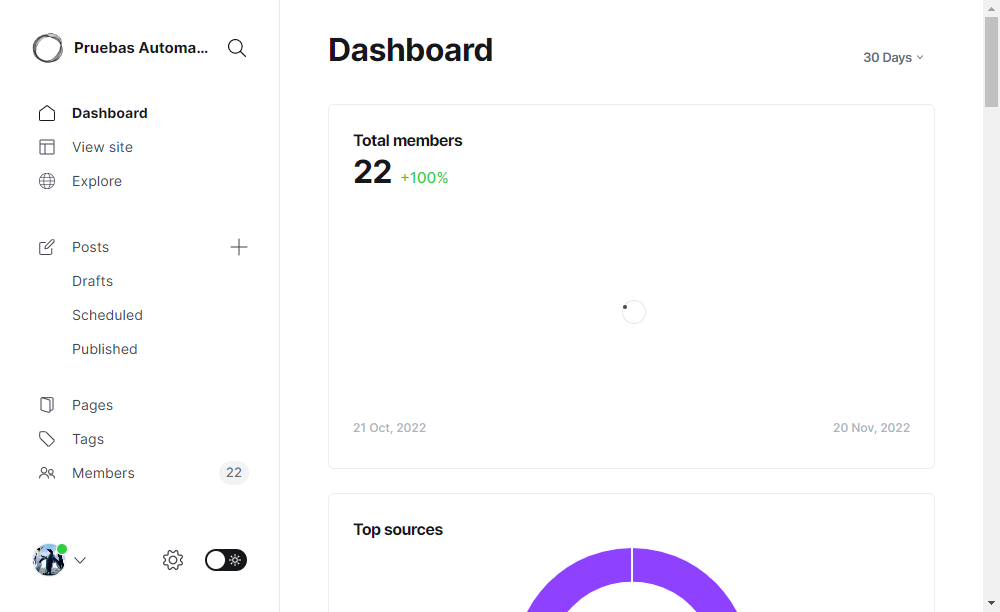 Pruebas Automa...
Dashboard
View site
Explore
Posts
Drafts
Scheduled
Published
Pages
Tags
Members 22
Dashboard
30 Days
Total members
22 +100%
21 Oct, 2022 20 Nov, 2022
Top sources